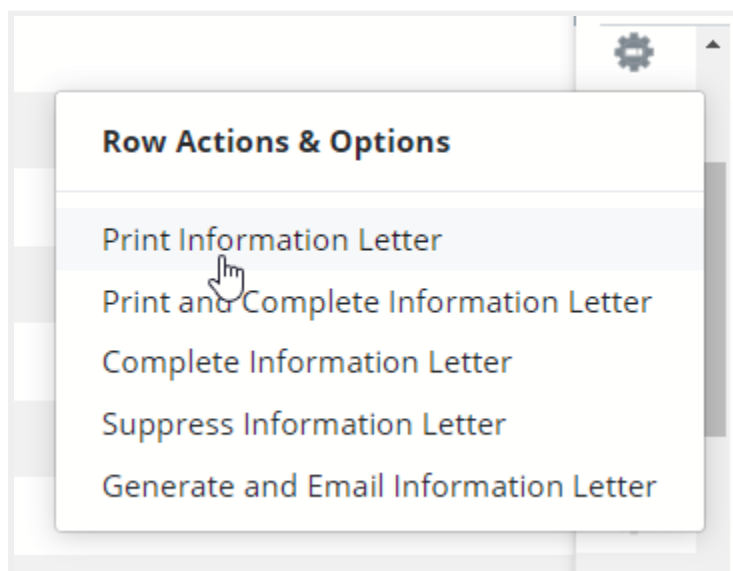 Row Actions & Options
Print Information Letter
Print and Complete Information Letter
Complete Information Letter
Suppress Information Letter
Generate and Email Information Letter